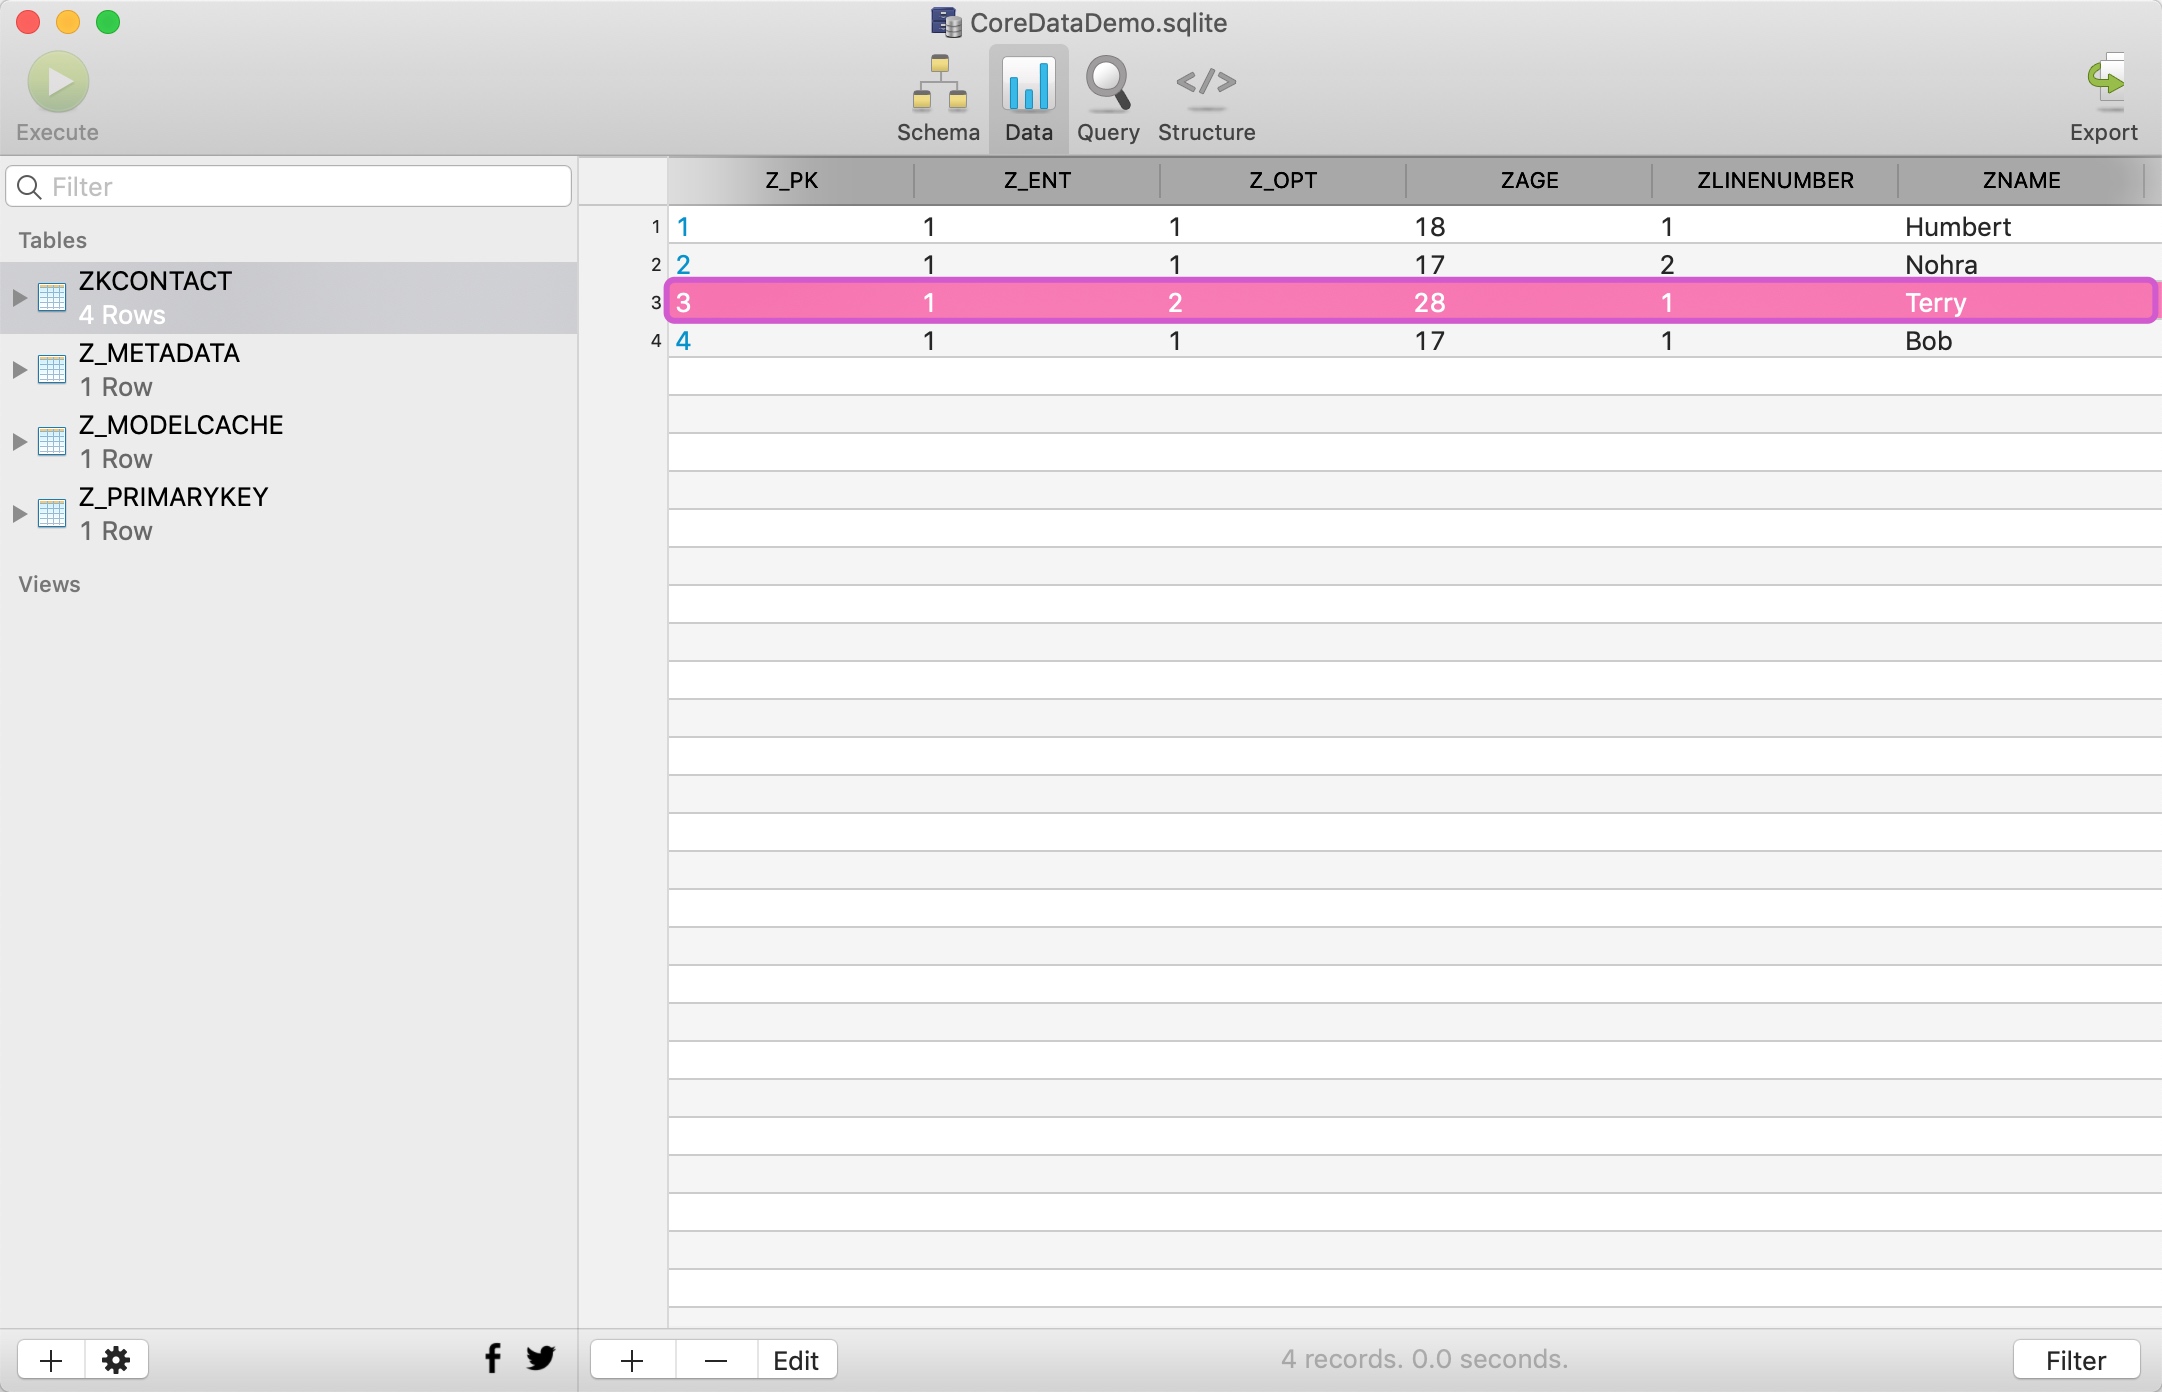 CoreDataDemo.sqlite
Execute
Schema Data Query Structure
Export
Filter
Tables
ZKCONTACT
4 Rows
Z_METADATA
1 Row
Z_MODELCACHE
1 Row
Z_PRIMARYKEY
1 Row
Views
Z_PK Z_ENT Z_OPT ZAGE ZLINENUMBER ZNAME
1 1 1 1 18 1 Humbert
2 2 1 1 17 2 Nohra
3 3 1 2 28 1 Terry
4 4 1 1 17 1 Bob
Edit
4 records. 0.0 seconds.
Filter